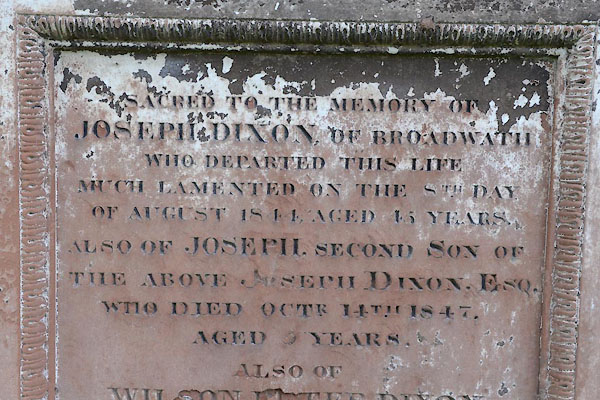 SACRED TO THE MEMORY OF
JOSEPH DIXON, OF BROADWATH
WHO DEPARTED THIS LIFE
MUCH LAMENTED ON THE 8TH DAY
OF AUGUST 1844, AGED 45 YEARS.
ALSO OF JOSEPH, SECOND SON OF
THE ABOVE JOSEPH DIXON, ESQ.
WHO DIED OCTR 14TH 1847,
AGED YEARS.
ALSO OF
DIXON